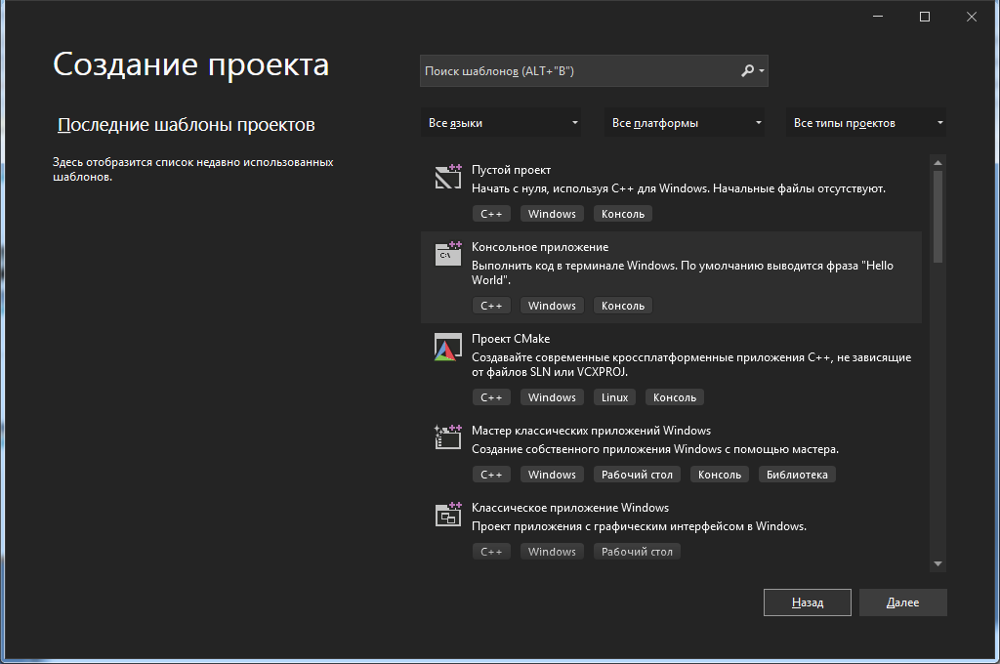 Создание проекта
Поиск шаблонов (ALT+"В")
Последние шаблоны проектов
Здесь отобразится список недавно использованных
шаблонов.
Все языки
Все платформы
Все типы проектов
Пустой проект
Начать с нуля, используя C++ для Windows. Начальные файлы отсутствуют.
C++ Windows Консоль
Консольное приложение
Выполнить код в терминале Windows. По умолчанию выводится фраза "Hello
World".
C++ Windows Консоль
Проект CMake
Создавайте современные кроссплатформенные приложения C++, не зависящие
от файлов SLN или VCXPROJ.
C++ Windows Linux Консоль
Мастер классических приложений Windows
Создание собственного приложения Windows с помощью мастера.
C++ Windows Рабочий стол Консоль Библиотека
Классическое приложение Windows
Проект приложения с графическим интерфейсом в Windows.
C++ Windows Рабочий стол
Назад
Далее